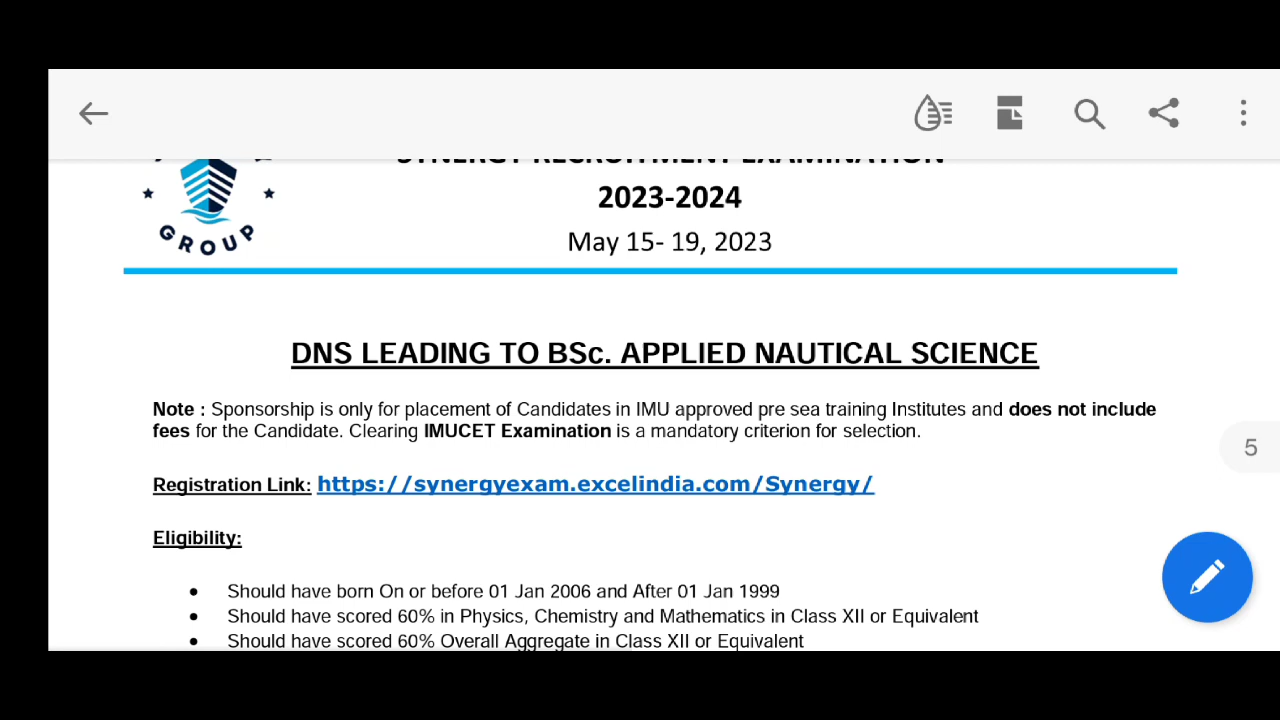 SYNERGY RECRUITMENT EXAMINATION
2023-2024
May 15- 19, 2023
GROUP
DNS LEADING TO BSc. APPLIED NAUTICAL SCIENCE
Note : Sponsorship is only for placement of Candidates in IMU approved pre sea training Institutes and does not include
fees for the Candidate. Clearing IMUCET Examination is a mandatory criterion for selection.
5
Registration Link: https://synergyexam.excelindia.com/Synergy/
Eligibility:
• Should have born On or before 01 Jan 2006 and After 01 Jan 1999
• Should have scored 60% in Physics, Chemistry and Mathematics in Class XII or Equivalent
• Should have scored 60% Overall Aggregate in Class XII or Equivalent